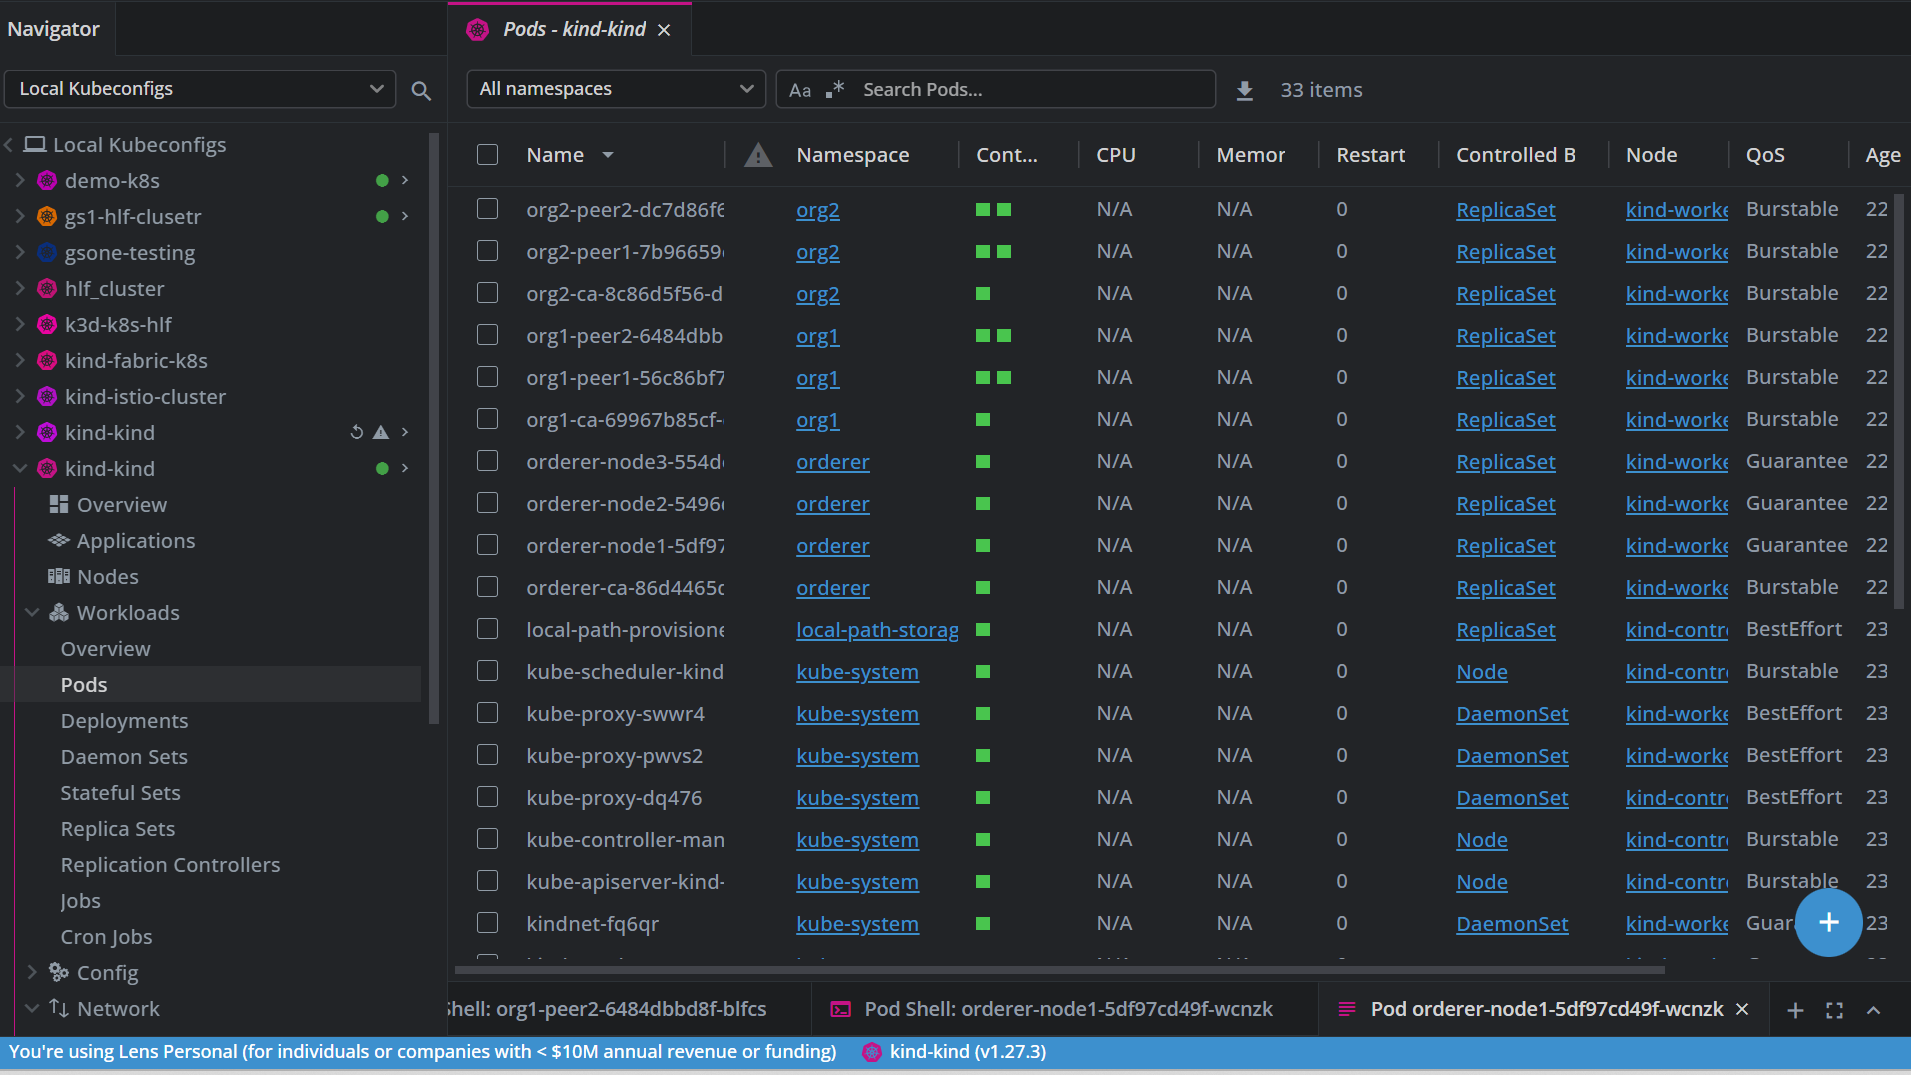 Navigator
Pods - kind-kind
Local Kubeconfigs
All namespaces
Aa .* Search Pods...
33 items
Local Kubeconfigs
demo-k8s
gs1-hlf-clusetr
gsone-testing
hlf_cluster
k3d-k8s-hlf
kind-fabric-k8s
kind-istio-cluster
kind-kind
kind-kind
Overview
Applications
Nodes
Workloads
Overview
Pods
Deployments
Daemon Sets
Stateful Sets
Replica Sets
Replication Controllers
Jobs
Cron Jobs
Config
Network
Name Namespace Cont... CPU Memor Restart Controlled B Node QoS Age
org2-peer2-dc7d86f6 org2 N/A N/A 0 ReplicaSet kind-worke Burstable 22
org2-peer1-7b96659 org2 N/A N/A 0 ReplicaSet kind-worke Burstable 22
org2-ca-8c86d5f56-d org2 N/A N/A 0 ReplicaSet kind-worke Burstable 22
org1-peer2-6484dbb org1 N/A N/A 0 ReplicaSet kind-worke Burstable 22
org1-peer1-56c86bf7 org1 N/A N/A 0 ReplicaSet kind-worke Burstable 22
org1-ca-69967b85cf- org1 N/A N/A 0 ReplicaSet kind-worke Burstable 22
orderer-node3-554d orderer N/A N/A 0 ReplicaSet kind-worke Guarantee 22
orderer-node2-5496 orderer N/A N/A 0 ReplicaSet kind-worke Guarantee 22
orderer-node1-5df97 orderer N/A N/A 0 ReplicaSet kind-worke Guarantee 22
orderer-ca-86d4465c orderer N/A N/A 0 ReplicaSet kind-worke Burstable 22
local-path-provisione local-path-storag N/A N/A 0 ReplicaSet kind-contr BestEffort 23
kube-scheduler-kind kube-system N/A N/A 0 Node kind-contr Burstable 23
kube-proxy-swwr4 kube-system N/A N/A 0 DaemonSet kind-worke BestEffort 23
kube-proxy-pwvs2 kube-system N/A N/A 0 DaemonSet kind-worke BestEffort 23
kube-proxy-dq476 kube-system N/A N/A 0 DaemonSet kind-contr BestEffort 23
kube-controller-man kube-system N/A N/A 0 Node kind-contr Burstable 23
kube-apiserver-kind- kube-system N/A N/A 0 Node kind-contr Burstable 23
kindnet-fq6qr kube-system N/A N/A 0 DaemonSet kind-worke Guar 23
Shell: org1-peer2-6484dbbd8f-blfcs
Pod Shell: orderer-node1-5df97cd49f-wcnzk
Pod orderer-node1-5df97cd49f-wcnzk
You're using Lens Personal (for individuals or companies with < $10M annual revenue or funding)
kind-kind (v1.27.3)